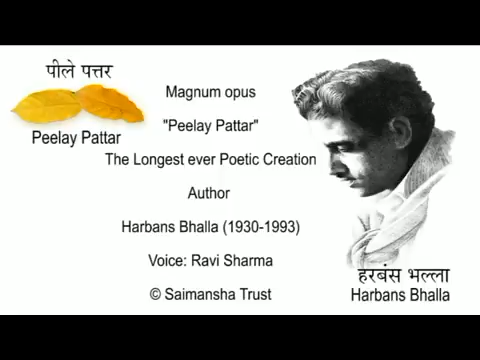 पीले पत्तर
Peelay Pattar
Magnum opus
"Peelay Pattar"
The Longest ever Poetic Creation
Author
Harbans Bhalla (1930-1993)
Voice: Ravi Sharma
© Saimansha Trust
हरबंस भल्ला
Harbans Bhalla